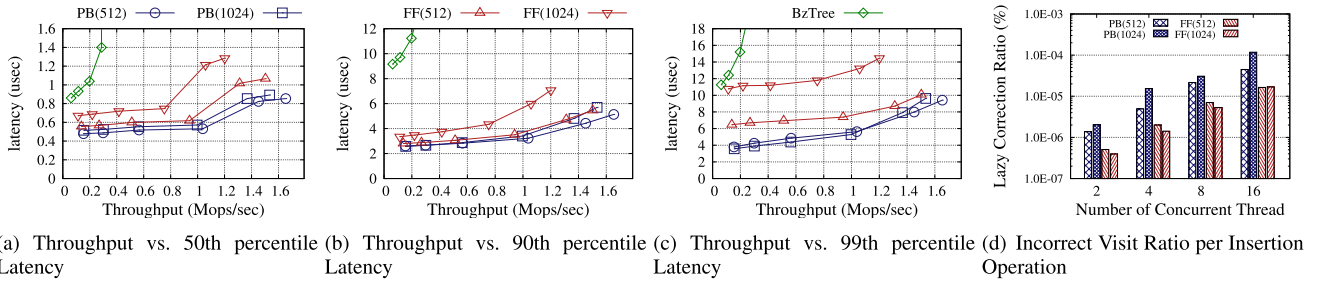 PB(512) PB(1024) FF(512) FF(1024) BzTree
latency (usec)
1.6
1.4
1.2
1
0.8
0.6
0.4
0.2
0
0 0.2 0.4 0.6 0.8 1 1.2 1.4 1.6
Throughput (Mops/sec)
(a) Throughput vs. 50th percentile
Latency
latency (usec)
12
10
8
6
4
2
0
0 0.2 0.4 0.6 0.8 1 1.2 1.4 1.6
Throughput (Mops/sec)
(b) Throughput vs. 90th percentile
Latency
latency (usec)
18
16
14
12
10
8
6
4
2
0
0 0.2 0.4 0.6 0.8 1 1.2 1.4 1.6
Throughput (Mops/sec)
(c) Throughput vs. 99th percentile
Latency
Lazy Correction Ratio (%)
1.0E-03
1.0E-04
1.0E-05
1.0E-06
1.0E-07
PB(512) FF(512)
PB(1024) FF(1024)
2 4 8 16
Number of Concurrent Thread
(d) Incorrect Visit Ratio per Insertion
Operation